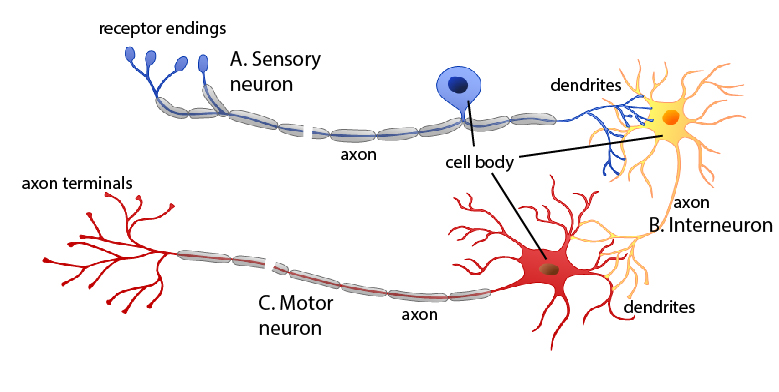 receptor endings
A. Sensory
neuron
dendrites
axon
cell body
axon terminals
axon
B. Interneuron
C. Motor
neuron
axon
dendrites